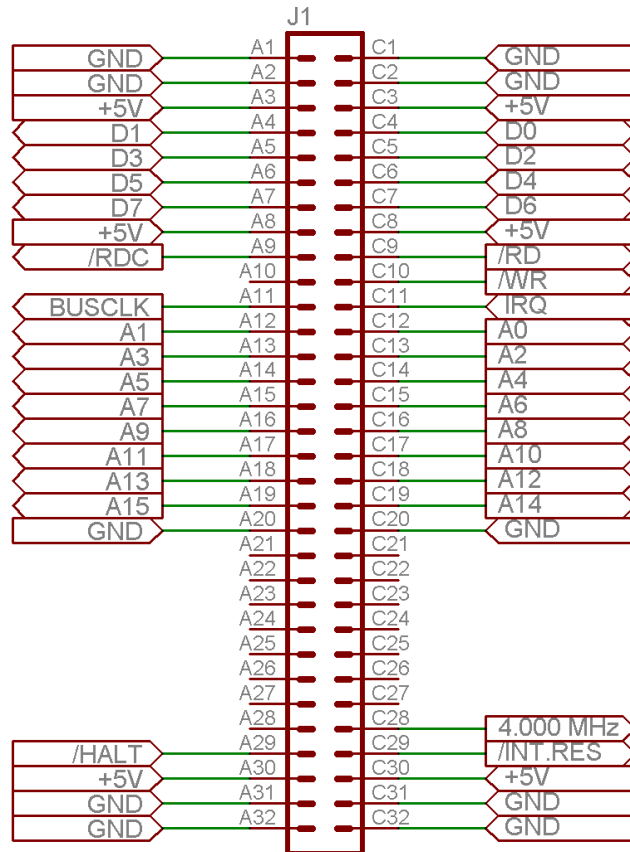 J1
GND A1 C1 GND
GND A2 C2 GND
+5V A3 C3 +5V
D1 A4 C4 D0
D3 A5 C5 D2
D5 A6 C6 D4
D7 A7 C7 D6
+5V A8 C8 +5V
/RDC A9 C9 /RD
A10 C10 /WR
BUSCLK A11 C11 IRQ
A1 A12 C12 A0
A3 A13 C13 A2
A5 A14 C14 A4
A7 A15 C15 A6
A9 A16 C16 A8
A11 A17 C17 A10
A13 A18 C18 A12
A15 A19 C19 A14
GND A20 C20 GND
A21 C21
A22 C22
A23 C23
A24 C24
A25 C25
A26 C26
A27 C27
A28 C28 4.000 MHz
/HALT A29 C29 /INT.RES
+5V A30 C30 +5V
GND A31 C31 GND
GND A32 C32 GND